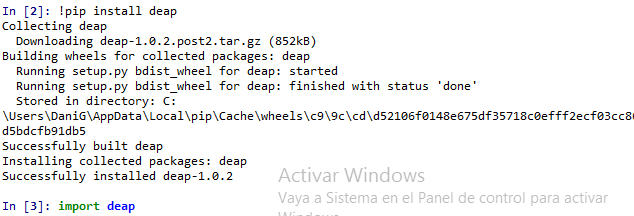 In [2]: !pip install deap
Collecting deap
Downloading deap-1.0.2.post2.tar.gz (852kB)
Building wheels for collected packages: deap
Running setup.py bdist_wheel for deap: started
Running setup.py bdist_wheel for deap: finished with status 'done'
Stored in directory: C:
\Users\DaniG\AppData\Local\pip\Cache\wheels\c9\9c\cd\d52106f0148e675df35718c0efff2ecf03cc86
d5bdcfb91db5
Successfully built deap
Installing collected packages: deap
Successfully installed deap-1.0.2
Activar Windows
Vaya a Sistema en el Panel de control para activar
Windows.
In [3]: import deap